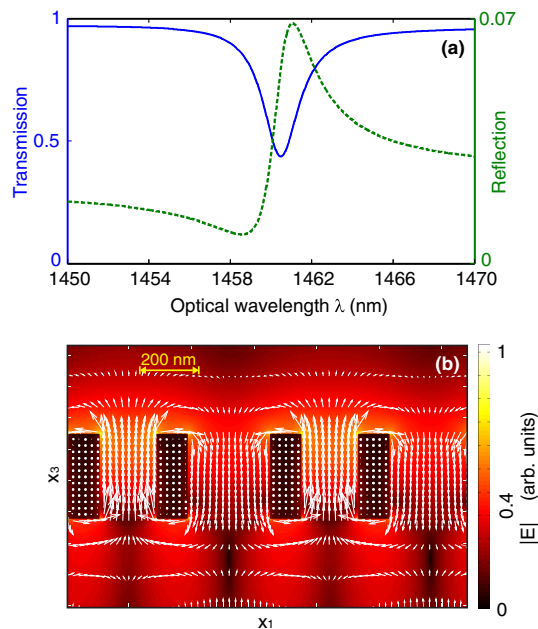 1
0.07
(a)
Transmission
0.5
Reflection
0
0
1450 1454 1458 1462 1466 1470
Optical wavelength λ (nm)
200 nm
(b)
1
x3
0.4
|E| (arb. units)
0
x1